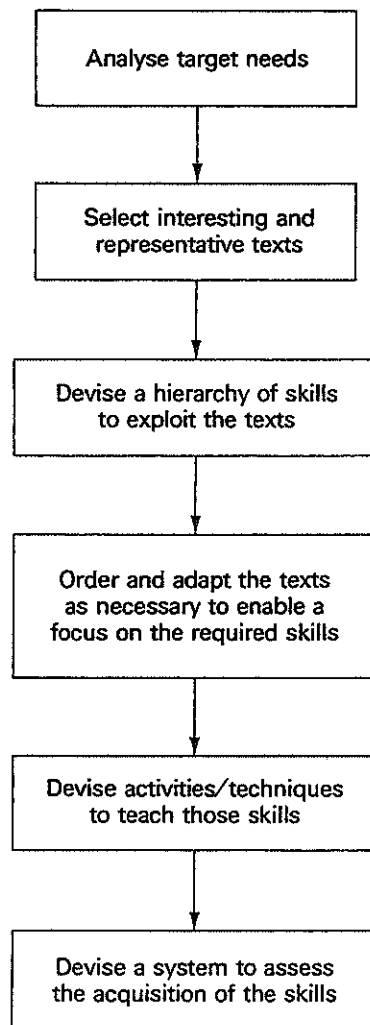 Analyse target needs
Select interesting and
representative texts
Devise a hierarchy of skills
to exploit the texts
Order and adapt the texts
as necessary to enable a
focus on the required skills
Devise activities/techniques
to teach those skills
Devise a system to assess
the acquisition of the skills